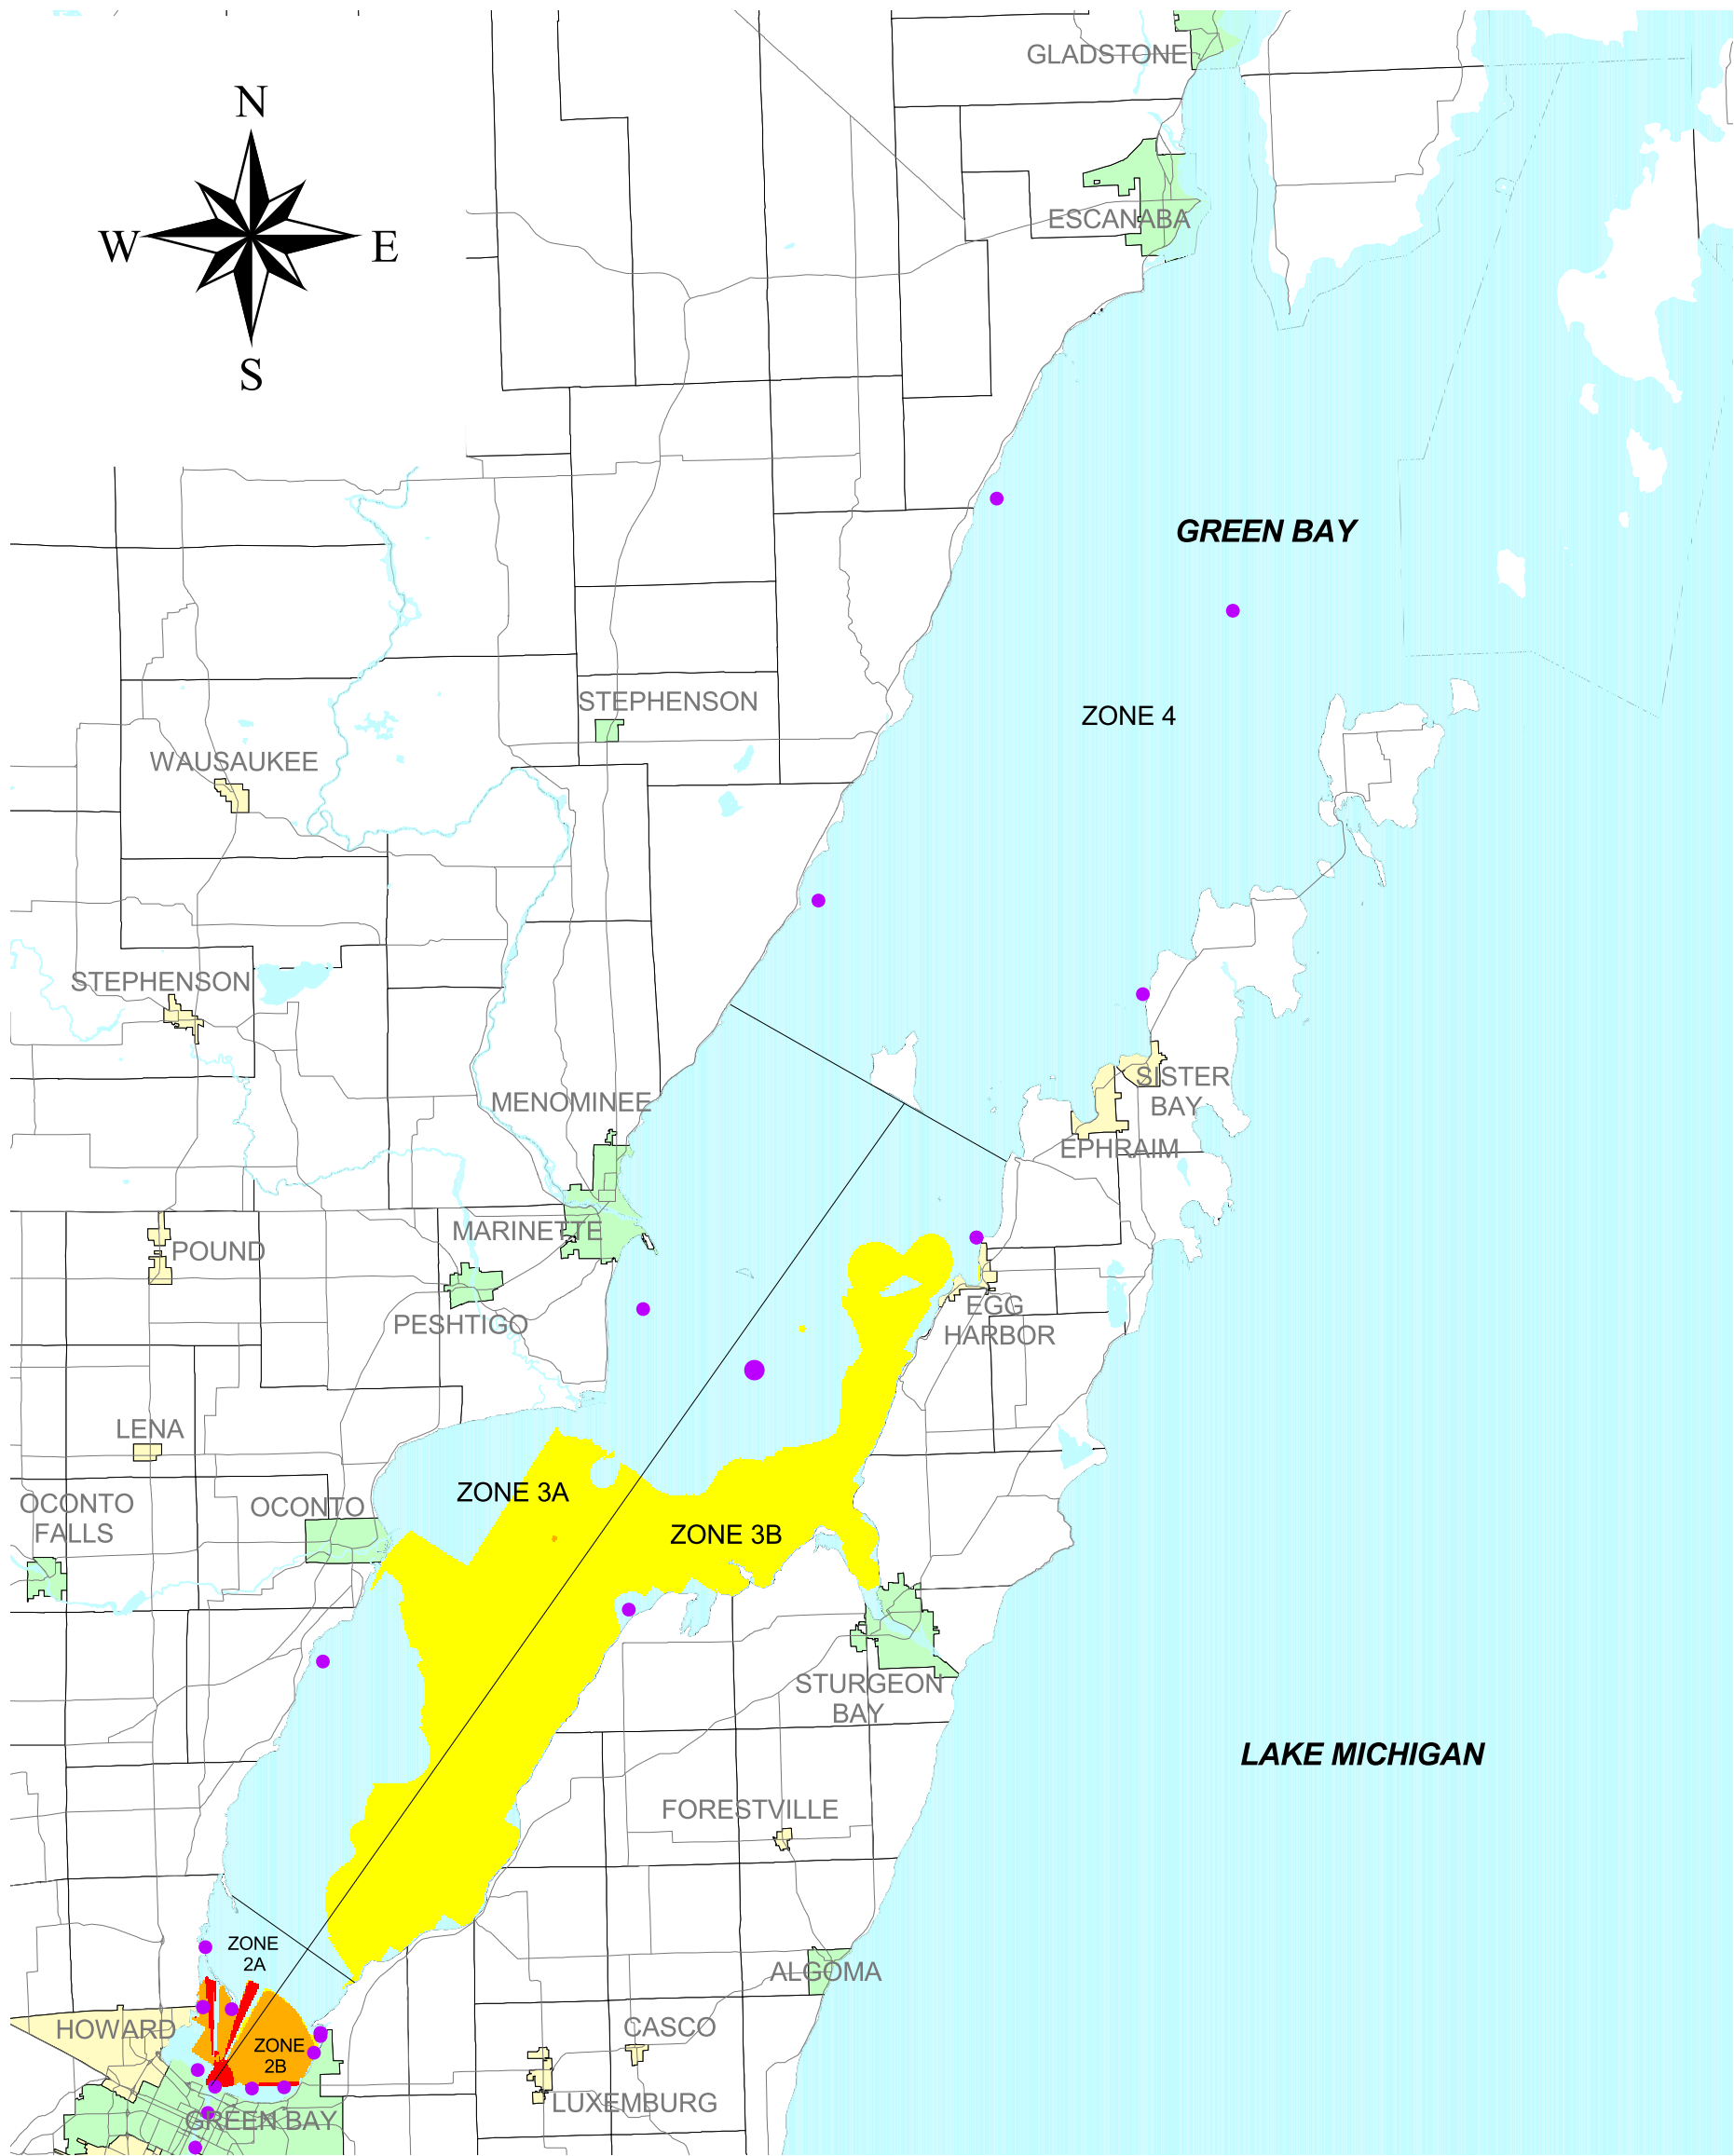 GLADSTONE
N
W
E
S
ESCANABA
GREEN BAY
STEPHENSON
ZONE 4
WAUSAUKEE
STEPHENSON
MENOMINEE
SISTER
BAY
EPHRAIM
MARINETTE
POUND
PESHTIGO
EGG
HARBOR
LENA
ZONE 3A
OCONTO
FALLS
OCONTO
ZONE 3B
STURGEON
BAY
LAKE MICHIGAN
FORESTVILLE
ZONE
2A
ALGOMA
HOWARD
CASCO
ZONE
2B
LUXEMBURG
GREEN BAY